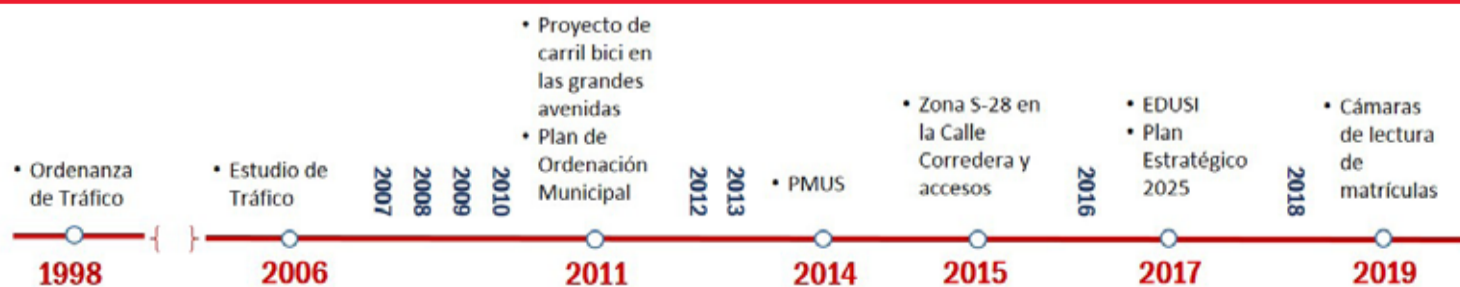 • Ordenanza
de Tráfico
1998
• Estudio de
Tráfico
2006
2007
2008
2009
2010
• Proyecto de
carril bici en
las grandes
avenidas
• Plan de
Ordenación
Municipal
2011
2012
2013
• PMUS
2014
• Zona S-28 en
la Calle
Corredera y
accesos
2015
2016
• EDUSI
• Plan
Estratégico
2025
2017
2018
• Cámaras
de lectura
de
matrículas
2019